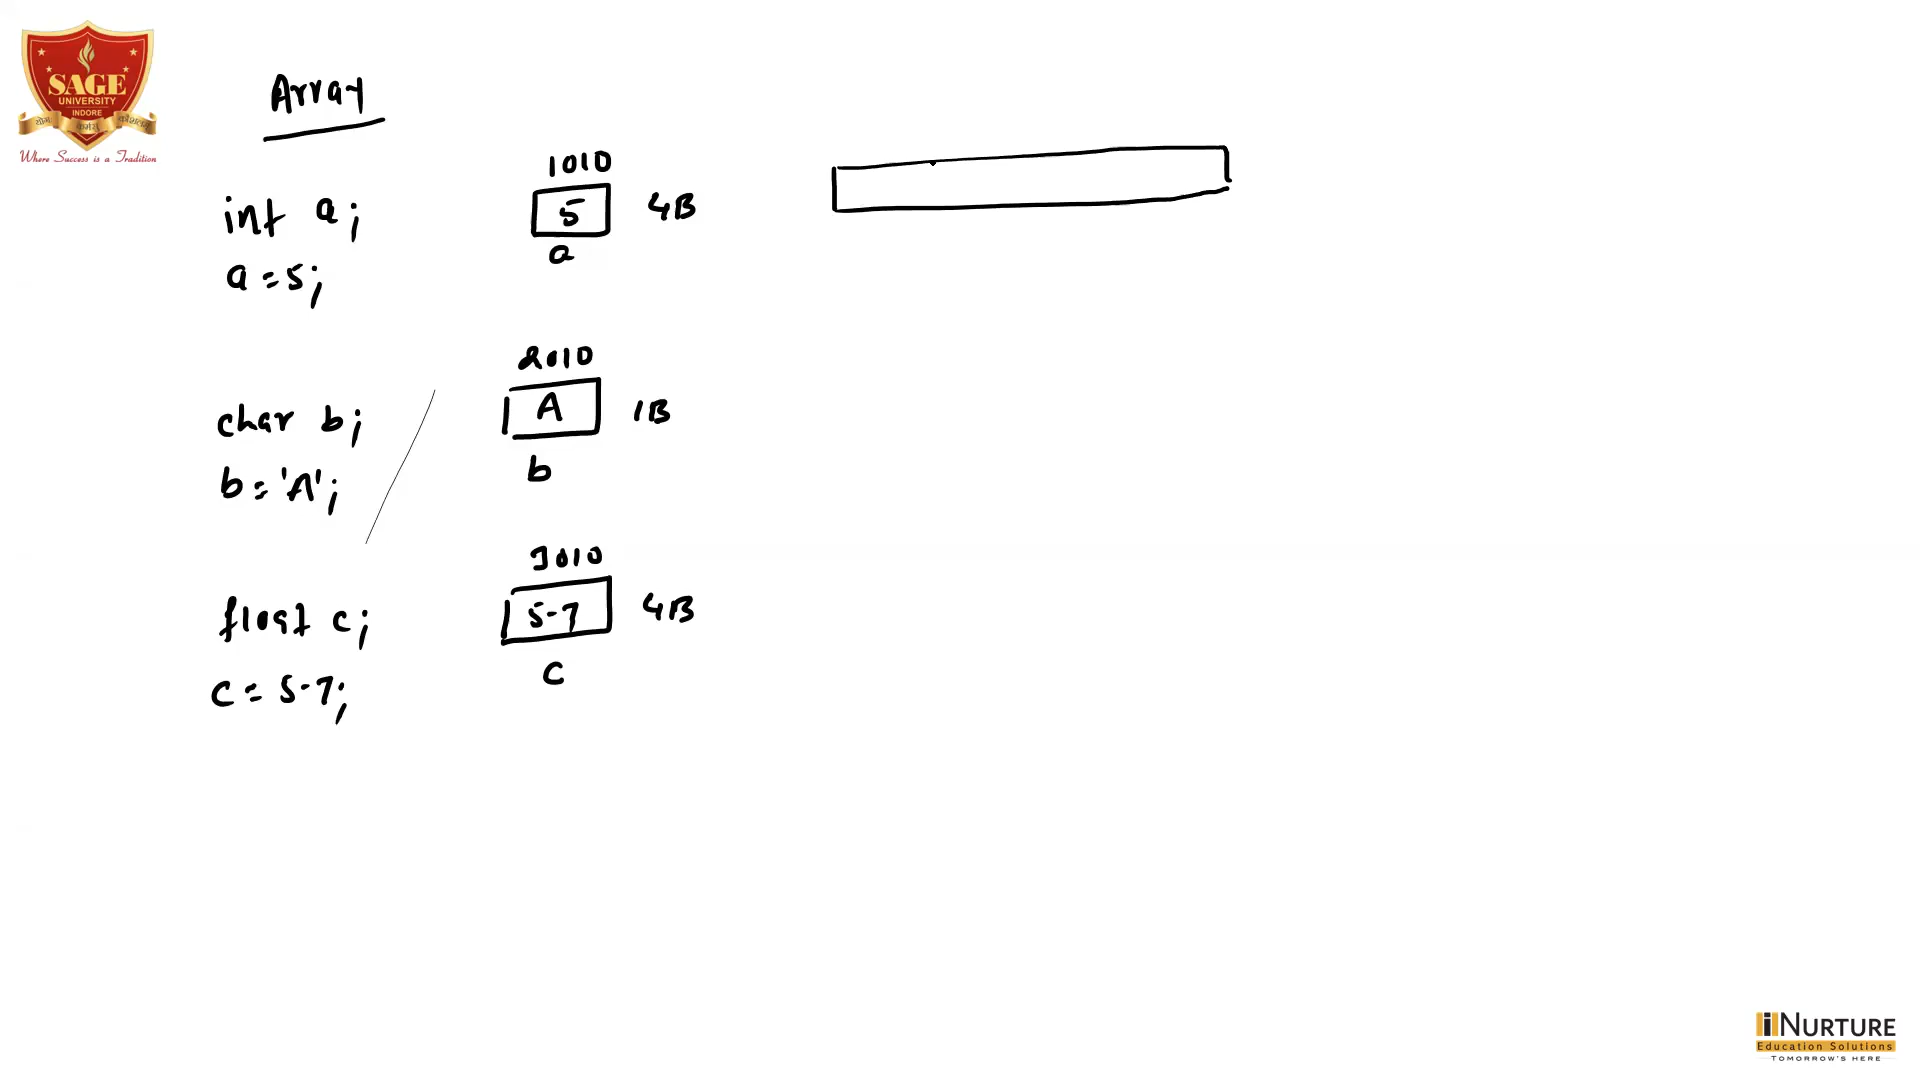 SAGE
UNIVERSITY
INDORE
Where Success is a Tradition
Array
1010
int a;
5
4B
a
a = 5;
2010
char b;
A
1B
b
b = 'A';
3010
float c;
5.7
4B
c
c = 5.7;
iNURTURE
Education Solutions
TOMORROW'S HERE